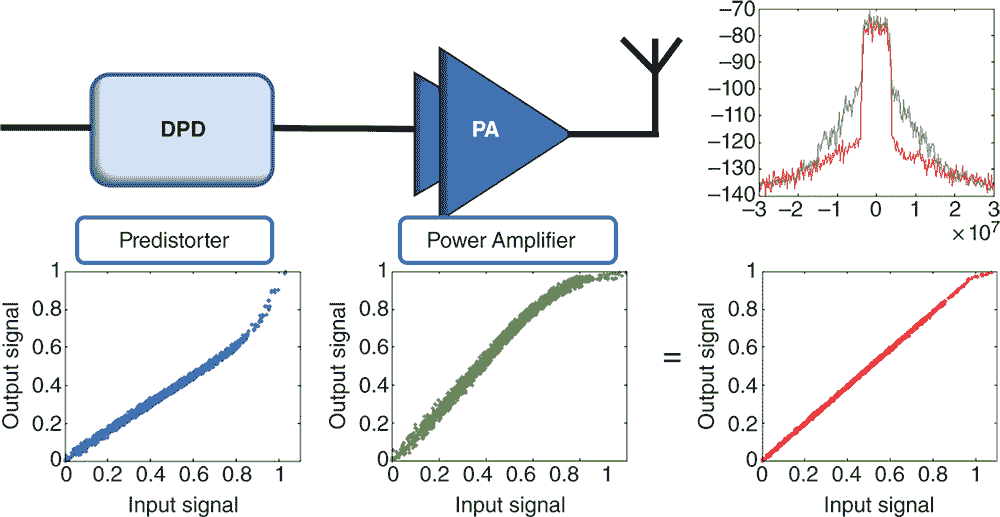 DPD
PA
−70
−80
−90
−100
−110
−120
−130
−140
−3 −2 −1 0 1 2 3
×10⁷
Predistorter
Power Amplifier
Output signal
1
0.8
0.6
0.4
0.2
0
0 0.2 0.4 0.6 0.8 1
Input signal
Output signal
1
0.8
0.6
0.4
0.2
0
0 0.2 0.4 0.6 0.8 1
Input signal
=
Output signal
1
0.8
0.6
0.4
0.2
0
0 0.2 0.4 0.6 0.8 1
Input signal